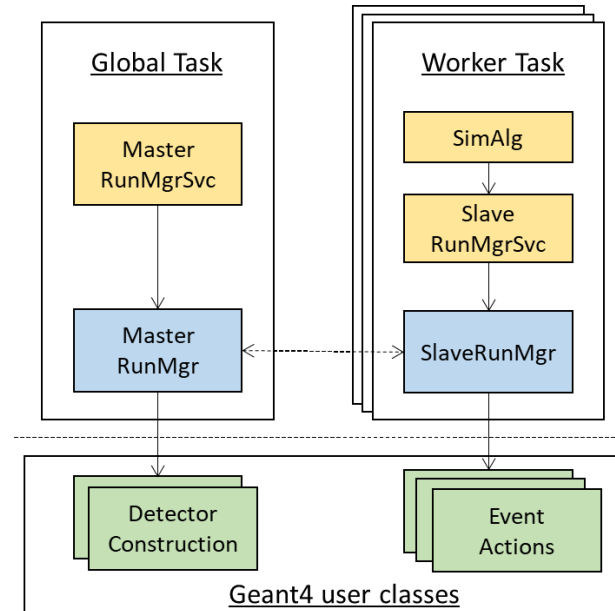 Global Task
Master
RunMgrSvc
Master
RunMgr
Worker Task
SimAlg
Slave
RunMgrSvc
SlaveRunMgr
Detector
Construction
Event
Actions
Geant4 user classes